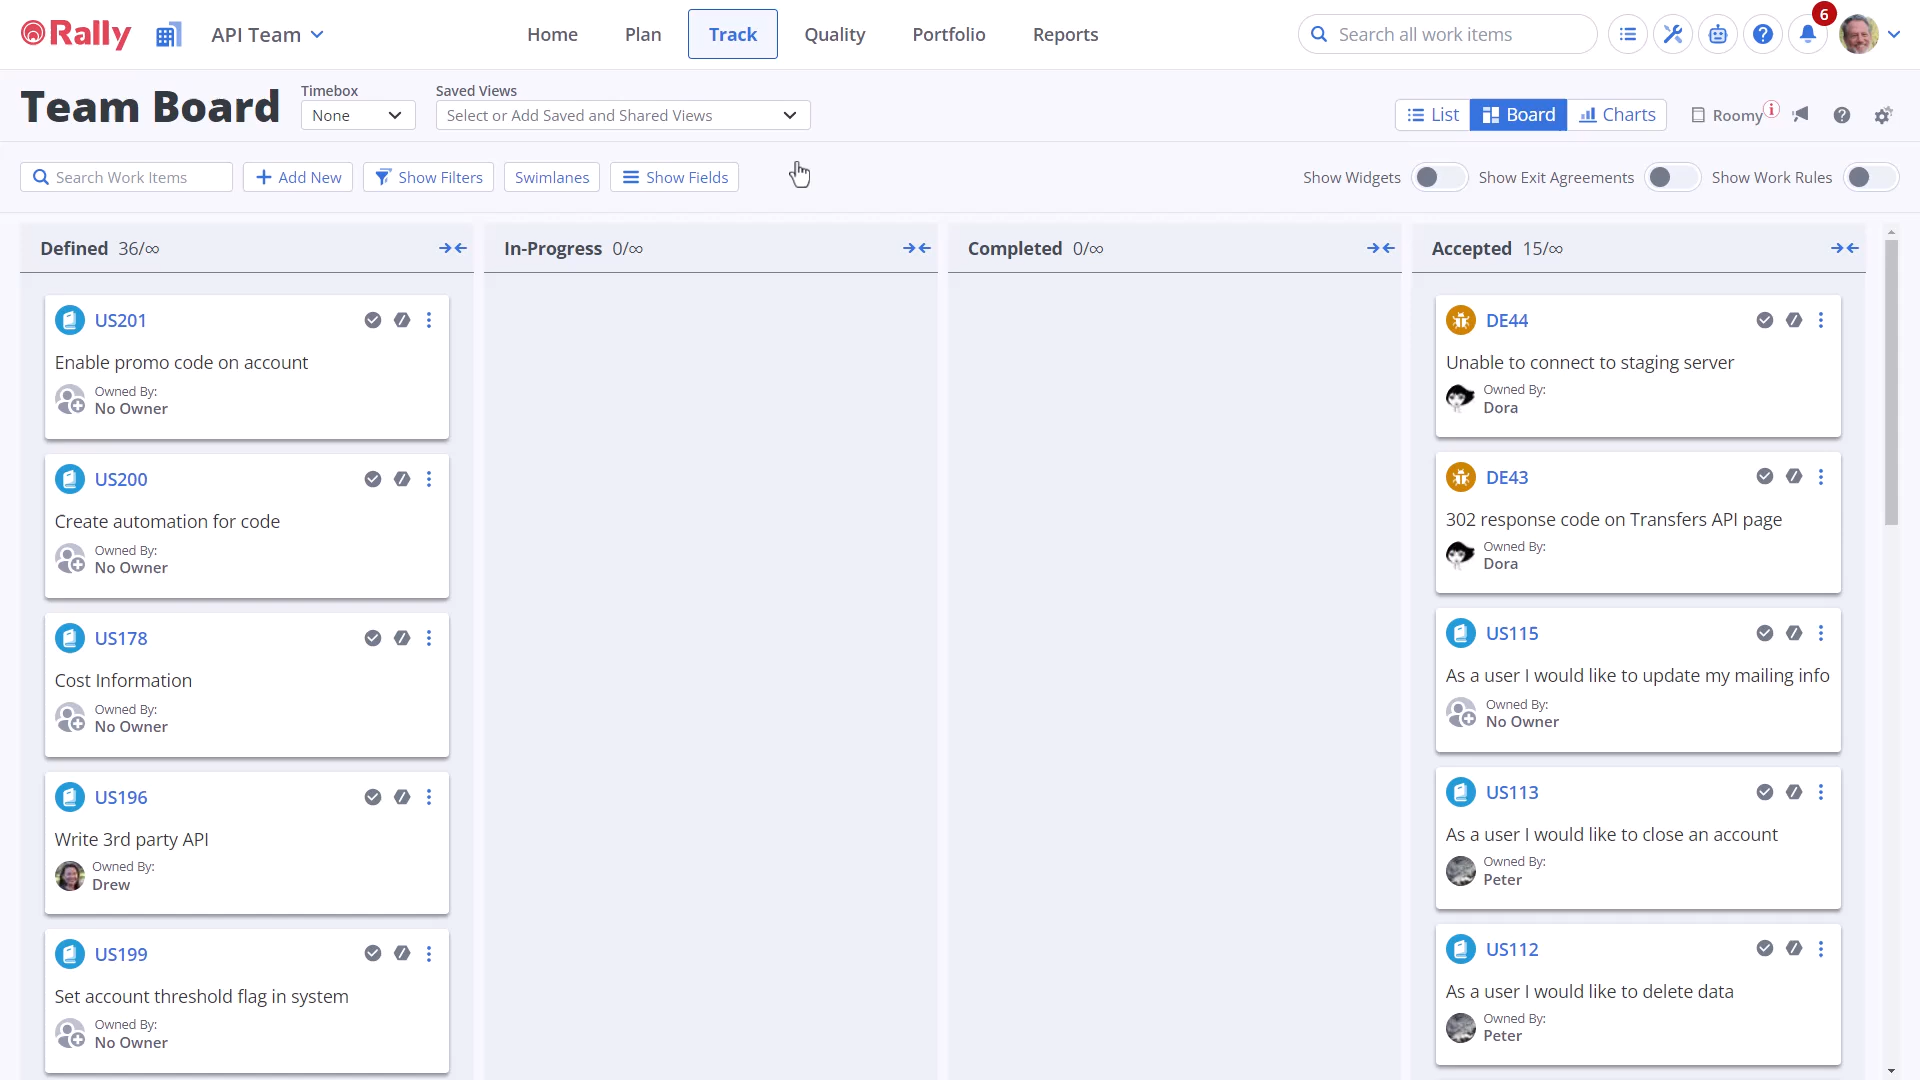 Rally
API Team
Home
Plan
Track
Quality
Portfolio
Reports
Search all work items
6
Team Board
Timebox
None
Saved Views
Select or Add Saved and Shared Views
List
Board
Charts
Roomy
Search Work Items
Add New
Show Filters
Swimlanes
Show Fields
Show Widgets
Show Exit Agreements
Show Work Rules
Defined 36/∞
In-Progress 0/∞
Completed 0/∞
Accepted 15/∞
US201
Enable promo code on account
Owned By:
No Owner
US200
Create automation for code
Owned By:
No Owner
US178
Cost Information
Owned By:
No Owner
US196
Write 3rd party API
Owned By:
Drew
US199
Set account threshold flag in system
Owned By:
No Owner
DE44
Unable to connect to staging server
Owned By:
Dora
DE43
302 response code on Transfers API page
Owned By:
Dora
US115
As a user I would like to update my mailing info
Owned By:
No Owner
US113
As a user I would like to close an account
Owned By:
Peter
US112
As a user I would like to delete data
Owned By:
Peter